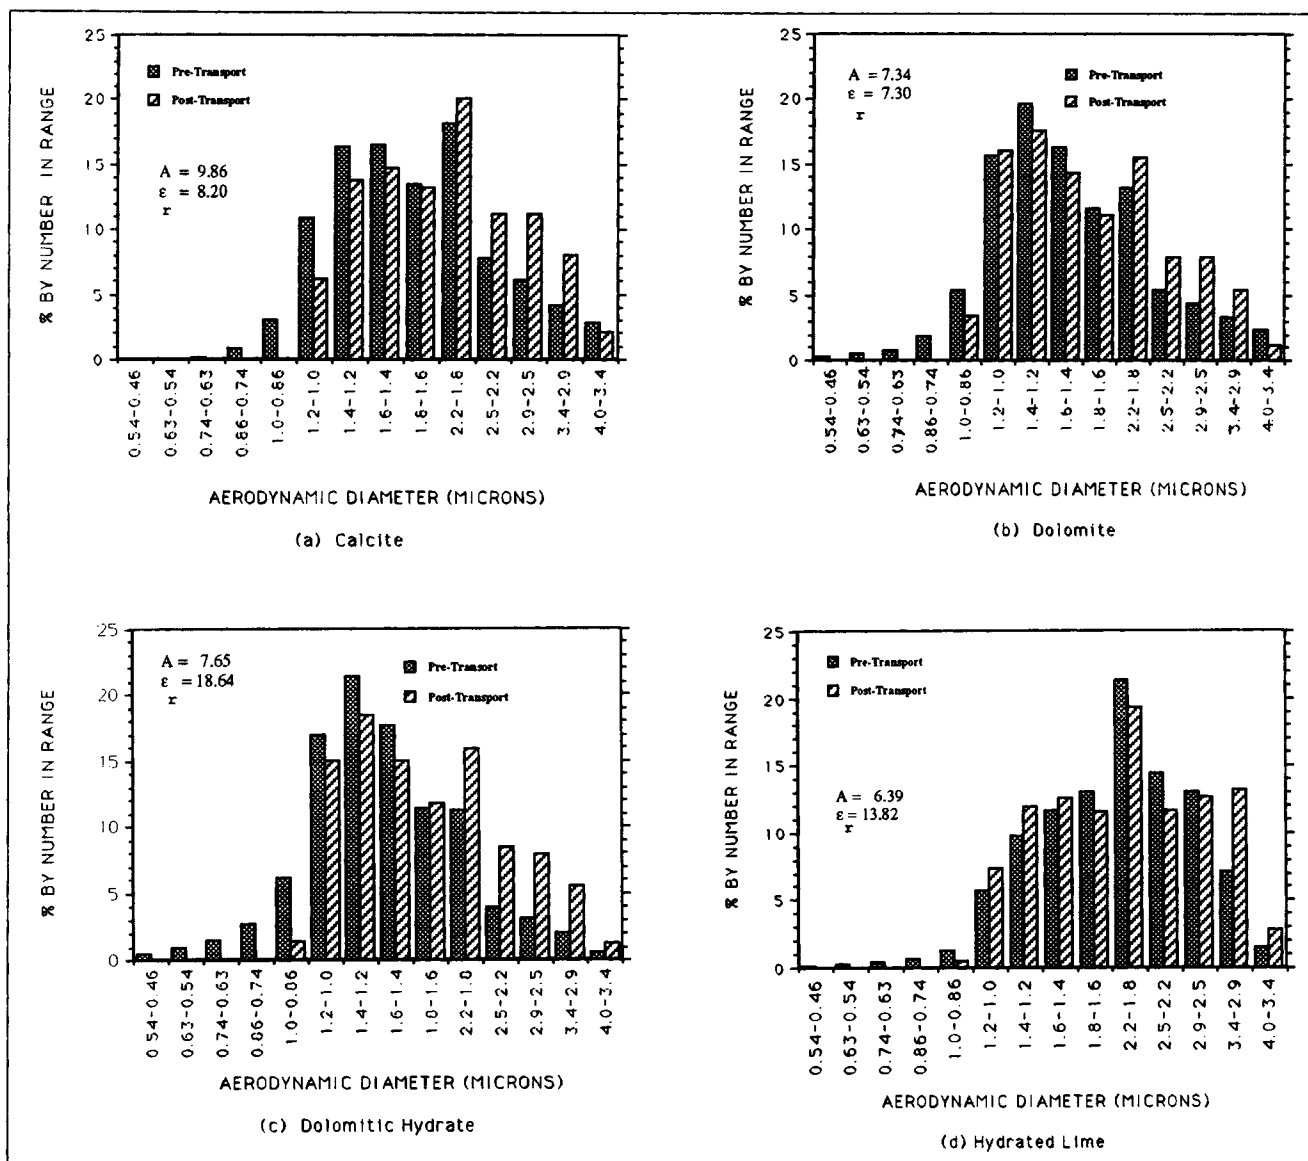 25
20
15
10
5
0
% BY NUMBER IN RANGE
Pre-Transport
Post-Transport
A = 9.86
ε = 8.20
r
0.54-0.46
0.63-0.54
0.74-0.63
0.86-0.74
1.0-0.86
1.2-1.0
1.4-1.2
1.6-1.4
1.8-1.6
2.2-1.8
2.5-2.2
2.9-2.5
3.4-2.9
4.0-3.4
AERODYNAMIC DIAMETER (MICRONS)
(a) Calcite
25
20
15
10
5
0
% BY NUMBER IN RANGE
A = 7.34
ε = 7.30
r
Pre-Transport
Post-Transport
0.54-0.46
0.63-0.54
0.74-0.63
0.86-0.74
1.0-0.86
1.2-1.0
1.4-1.2
1.6-1.4
1.8-1.6
2.2-1.8
2.5-2.2
2.9-2.5
3.4-2.9
4.0-3.4
AERODYNAMIC DIAMETER (MICRONS)
(b) Dolomite
25
20
15
10
5
0
% BY NUMBER IN RANGE
A = 7.65
ε = 18.64
r
Pre-Transort
Post-Transport
0.54-0.46
0.63-0.54
0.74-0.63
0.86-0.74
1.0-0.86
1.2-1.0
1.4-1.2
1.6-1.4
1.8-1.6
2.2-1.8
2.5-2.2
2.9-2.5
3.4-2.9
4.0-3.4
AERODYNAMIC DIAMETER (MICRONS)
(c) Dolomitic Hydrate
25
20
15
10
5
0
% BY NUMBER IN RANGE
Pre-Transport
Post-Transport
A = 6.39
ε = 13.82
r
0.54-0.46
0.63-0.54
0.74-0.63
0.86-0.74
1.0-0.86
1.2-1.0
1.4-1.2
1.6-1.4
1.8-1.6
2.2-1.8
2.5-2.2
2.9-2.5
3.4-2.9
4.0-3.4
AERODYNAMIC DIAMETER (MICRONS)
(d) Hydrated Lime